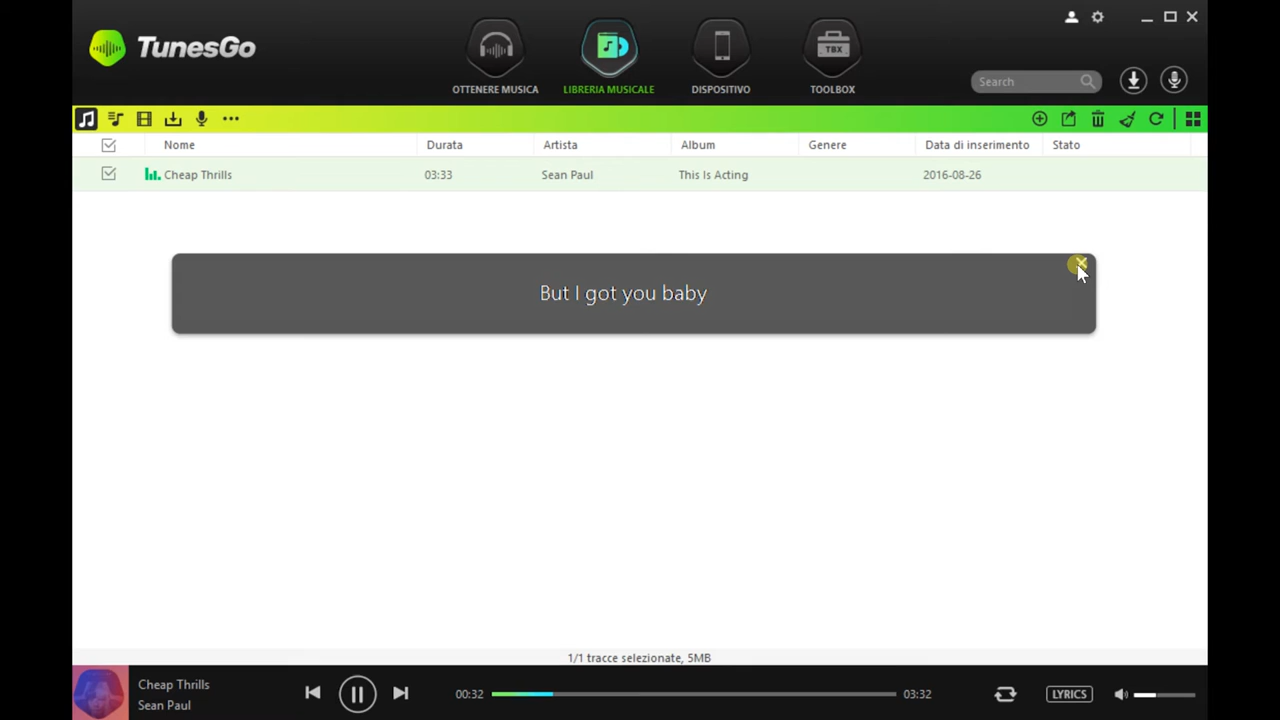 TunesGo
OTTENERE MUSICA
LIBRERIA MUSICALE
DISPOSITIVO
TBX
TOOLBOX
Search
Nome Durata Artista Album Genere Data di inserimento Stato
Cheap Thrills 03:33 Sean Paul This Is Acting 2016-08-26
But I got you baby
1/1 tracce selezionate, 5MB
Cheap Thrills
Sean Paul
00:32 03:32 LYRICS